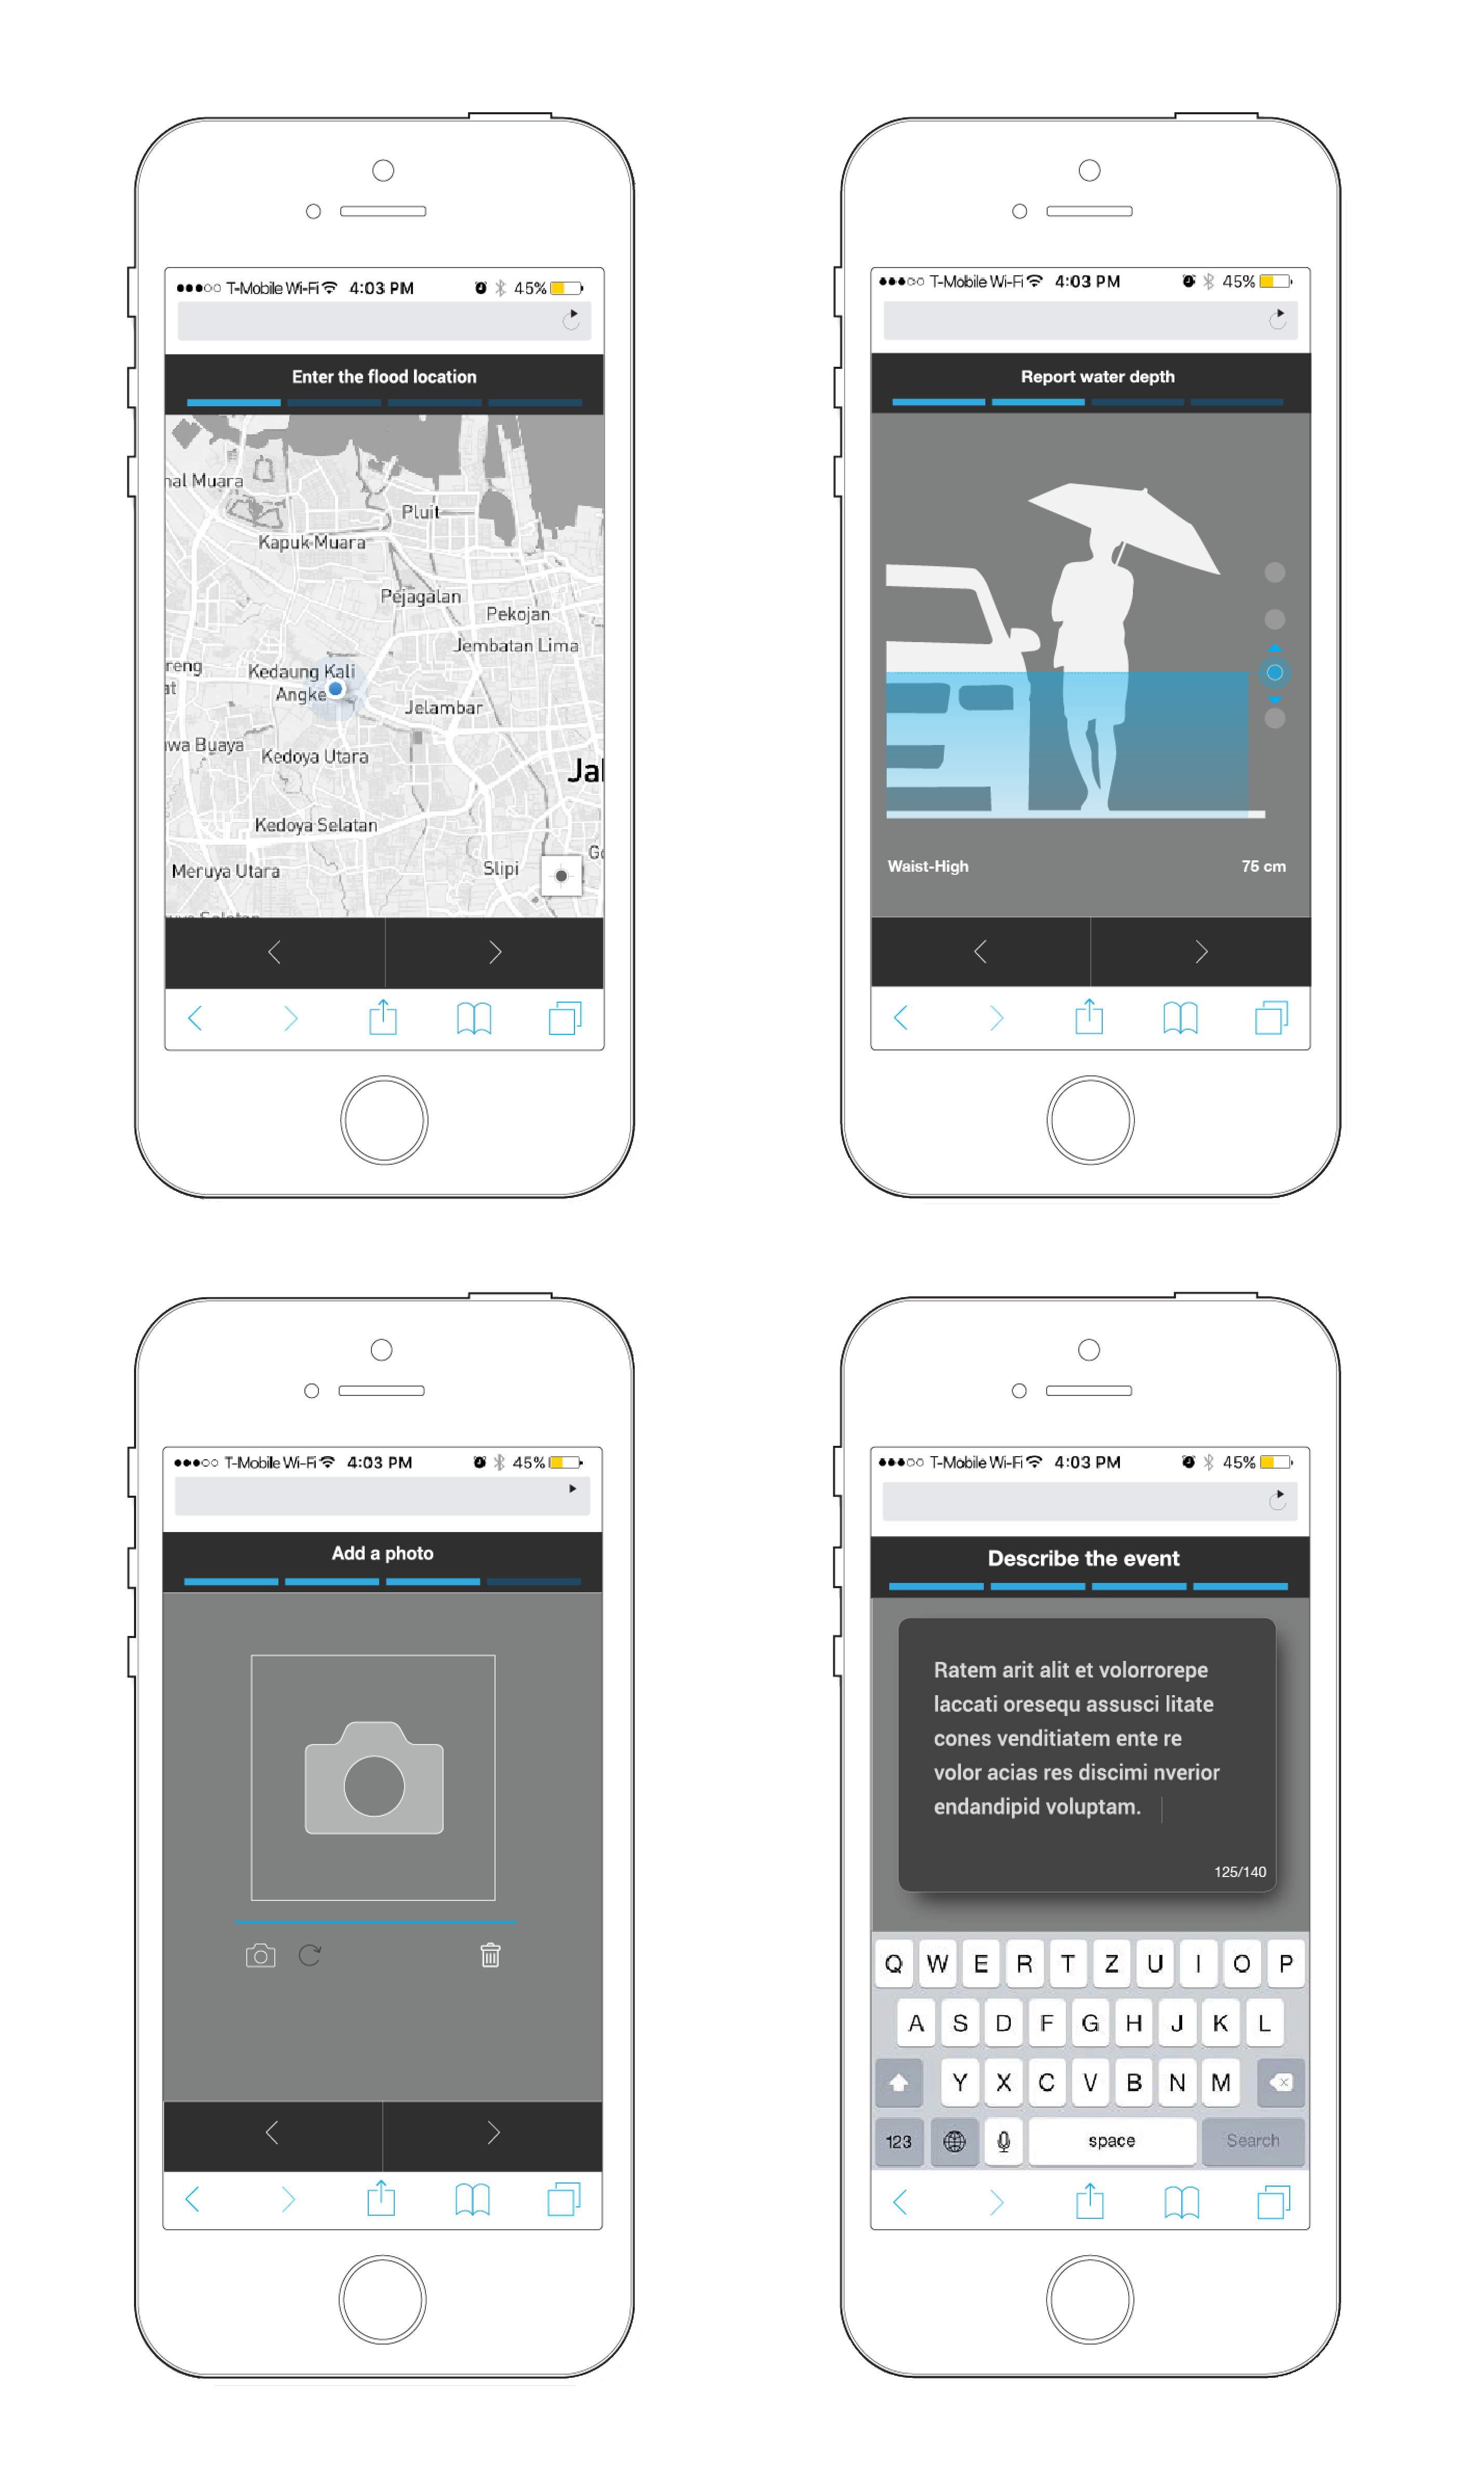 T-Mobile Wi-Fi 4:03 PM 45%
Enter the flood location
nal Muara
Pluit
Kapuk Muara
Pejagalan
Pekojan
Jembatan Lima
reng
at
Kedaung Kali
Angke
Jelambar
wa Buaya
Kedoya Utara
Ja
Kedoya Selatan
Meruya Utara
Slipi
G
T-Mobile Wi-Fi 4:03 PM 45%
Report water depth
Waist-High 75 cm
T-Mobile Wi-Fi 4:03 PM 45%
Add a photo
T-Mobile Wi-Fi 4:03 PM 45%
Describe the event
Ratem arit alit et volorrorepe
laccati oresequ assusci litate
cones venditiatem ente re
volor acias res discimi nverior
endandipid voluptam.
125/140
Q W E R T Z U I O P
A S D F G H J K L
Y X C V B N M
123 space Search